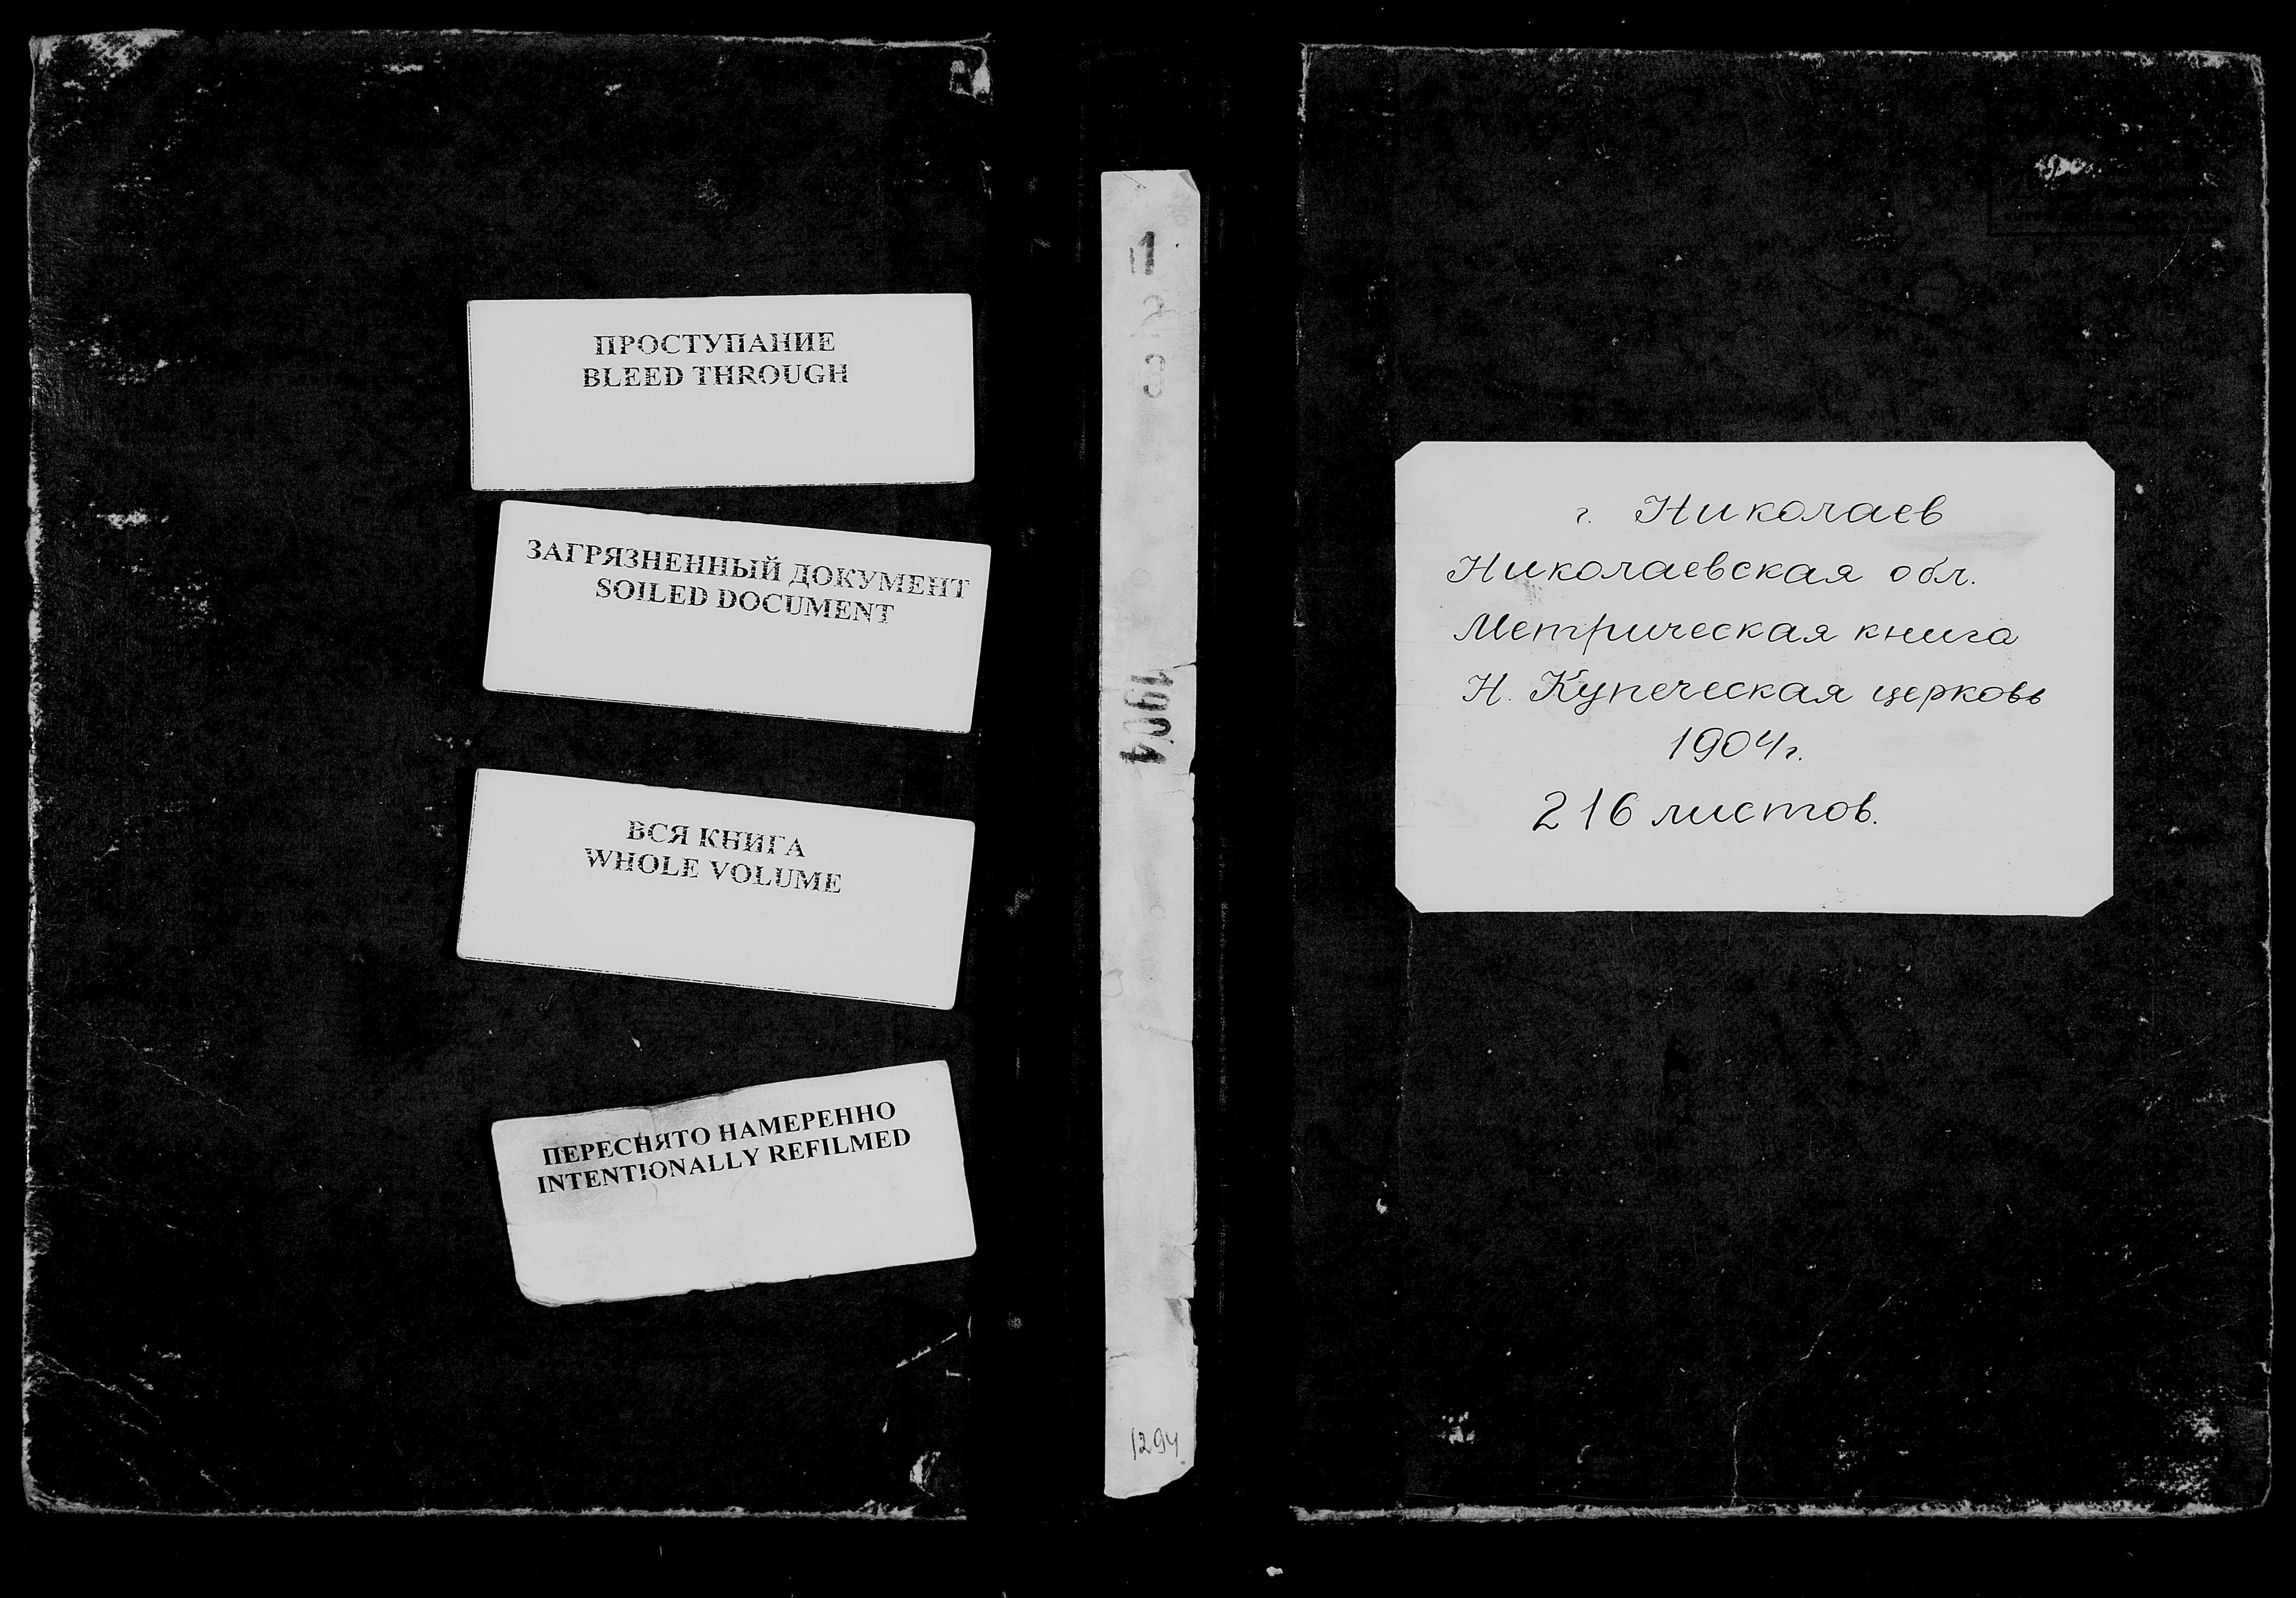 ПРОСТУПАНИЕ
BLEED THROUGH
ЗАГРЯЗНЕННЫЙ ДОКУМЕНТ
SOILED DOCUMENT
ВСЯ КНИГА
WHOLE VOLUME
ПЕРЕСНЯТО НАМЕРЕННО
INTENTIONALLY REFILMED
1904
1294
г. Николаев
Николаевская обл.
Метрическая книга
Н. Купеческая церковь
1904 г.
216 листов.